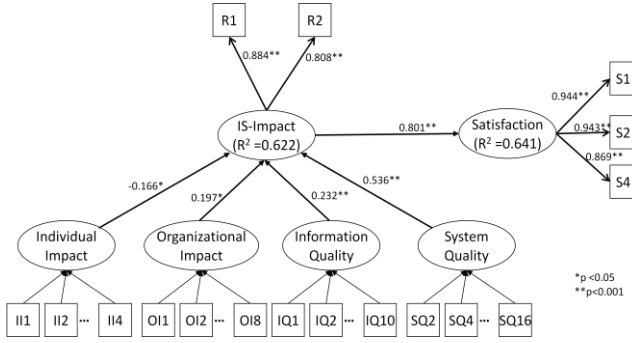 R1
R2
0.884**
0.808**
S1
0.944**
IS-Impact
(R² =0.622)
0.801**
Satisfaction
(R² =0.641)
0.943**
S2
0.869**
S4
-0.166*
0.197*
0.232**
0.536**
Individual
Impact
Organizational
Impact
Information
Quality
System
Quality
*p <0.05
**p<0.001
II1
II2
...
II4
OI1
OI2
...
OI8
IQ1
IQ2
...
IQ10
SQ2
SQ4
...
SQ16